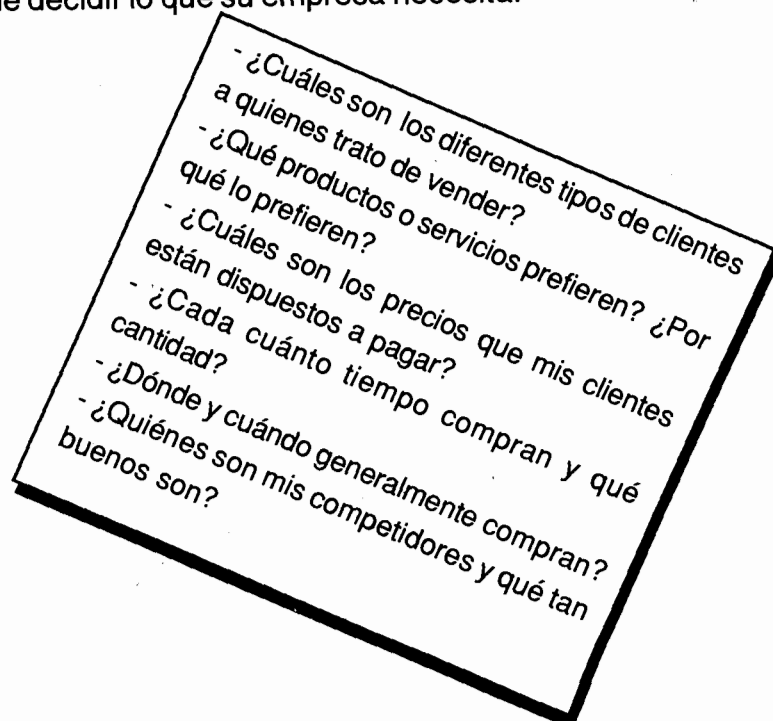 decidir lo que su empresa necesita.
- ¿Cuáles son los diferentes tipos de clientes
a quienes trato de vender?
- ¿Qué productos o servicios prefieren? ¿Por
qué lo prefieren?
- ¿Cuáles son los precios que mis clientes
están dispuestos a pagar?
- ¿Cada cuánto tiempo compran y qué
cantidad?
- ¿Dónde y cuándo generalmente compran?
- ¿Quiénes son mis competidores y qué tan
buenos son?